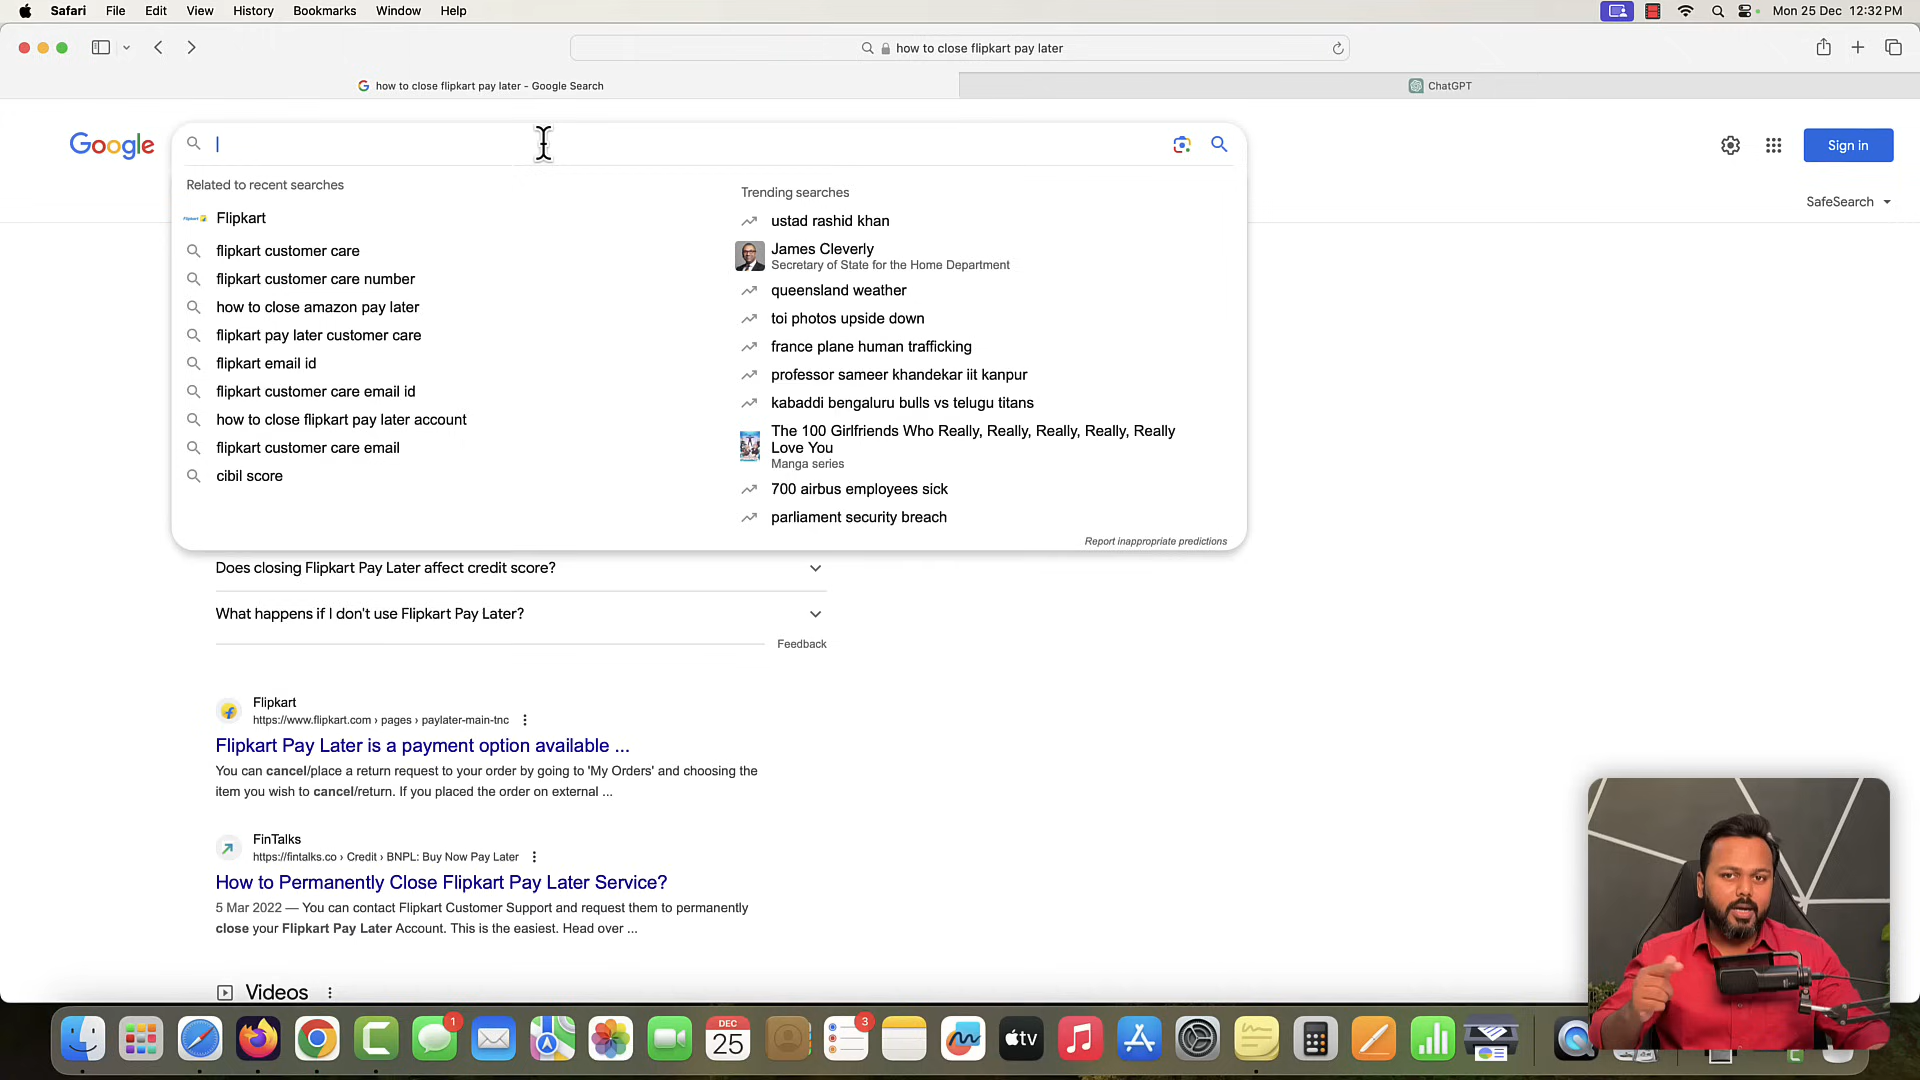 Safari File Edit View History Bookmarks Window Help
Mon 25 Dec 12:32 PM
how to close flipkart pay later
how to close flipkart pay later - Google Search
ChatGPT
Google
Sign in
SafeSearch
Related to recent searches
Flipkart
flipkart customer care
flipkart customer care number
how to close amazon pay later
flipkart pay later customer care
flipkart email id
flipkart customer care email id
how to close flipkart pay later account
flipkart customer care email
cibil score
Trending searches
ustad rashid khan
James Cleverly
Secretary of State for the Home Department
queensland weather
toi photos upside down
france plane human trafficking
professor sameer khandekar iit kanpur
kabaddi bengaluru bulls vs telugu titans
The 100 Girlfriends Who Really, Really, Really, Really, Really
Love You
Manga series
700 airbus employees sick
parliament security breach
Report inappropriate predictions
Does closing Flipkart Pay Later affect credit score?
What happens if I don't use Flipkart Pay Later?
Feedback
Flipkart
https://www.flipkart.com › pages › paylater-main-tnc
Flipkart Pay Later is a payment option available ...
You can cancel/place a return request to your order by going to 'My Orders' and choosing the
item you wish to cancel/return. If you placed the order on external ...
FinTalks
https://fintalks.co › Credit › BNPL: Buy Now Pay Later
How to Permanently Close Flipkart Pay Later Service?
5 Mar 2022 — You can contact Flipkart Customer Support and request them to permanently
close your Flipkart Pay Later Account. This is the easiest. Head over ...
Videos
1
DEC
25
3
tv